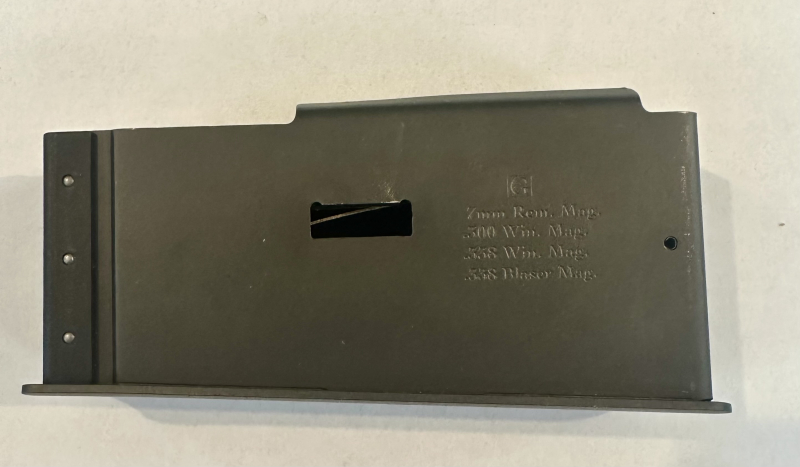 G
7mm Rem. Mag.
.300 Win. Mag.
.338 Win. Mag.
.338 Blaser Mag.